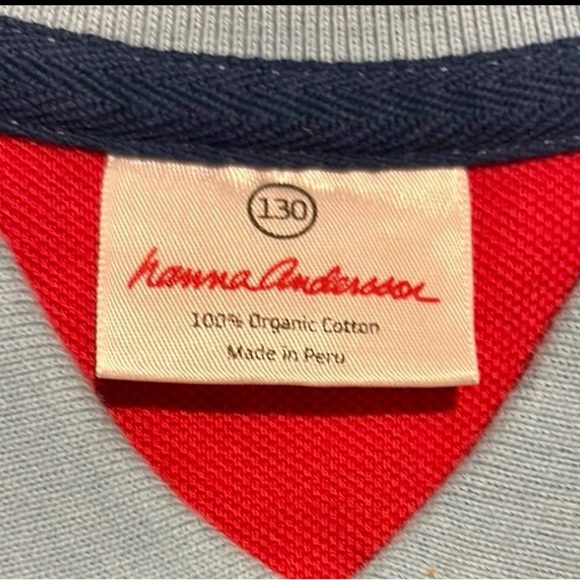 130
hanna Andersson
100% Organic Cotton
Made in Peru